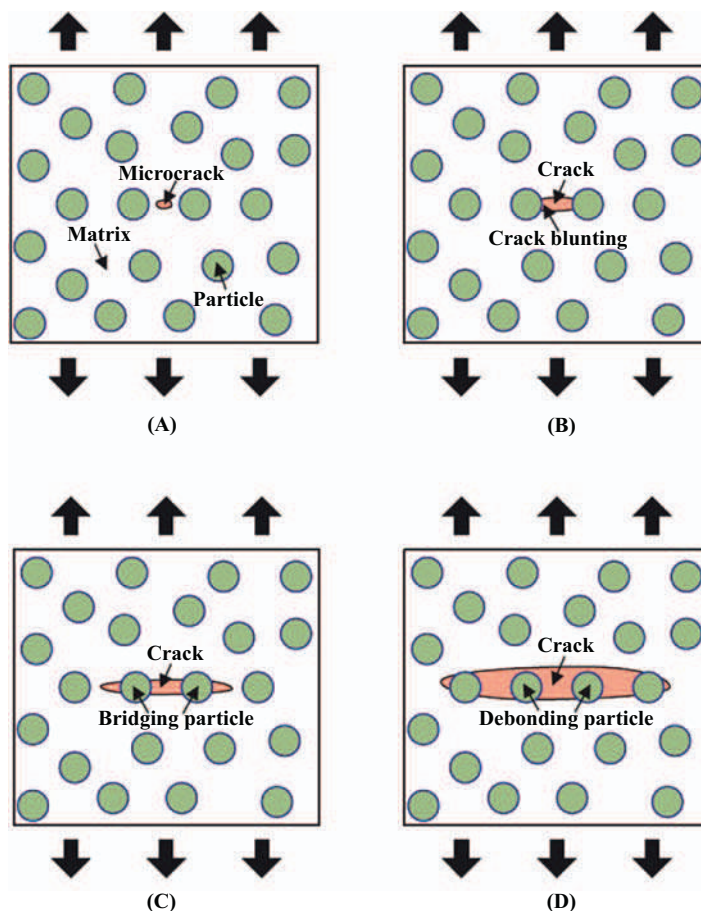 Microcrack
Matrix
Particle
(A)
Crack
Crack blunting
(B)
Crack
Bridging particle
(C)
Crack
Debonding particle
(D)